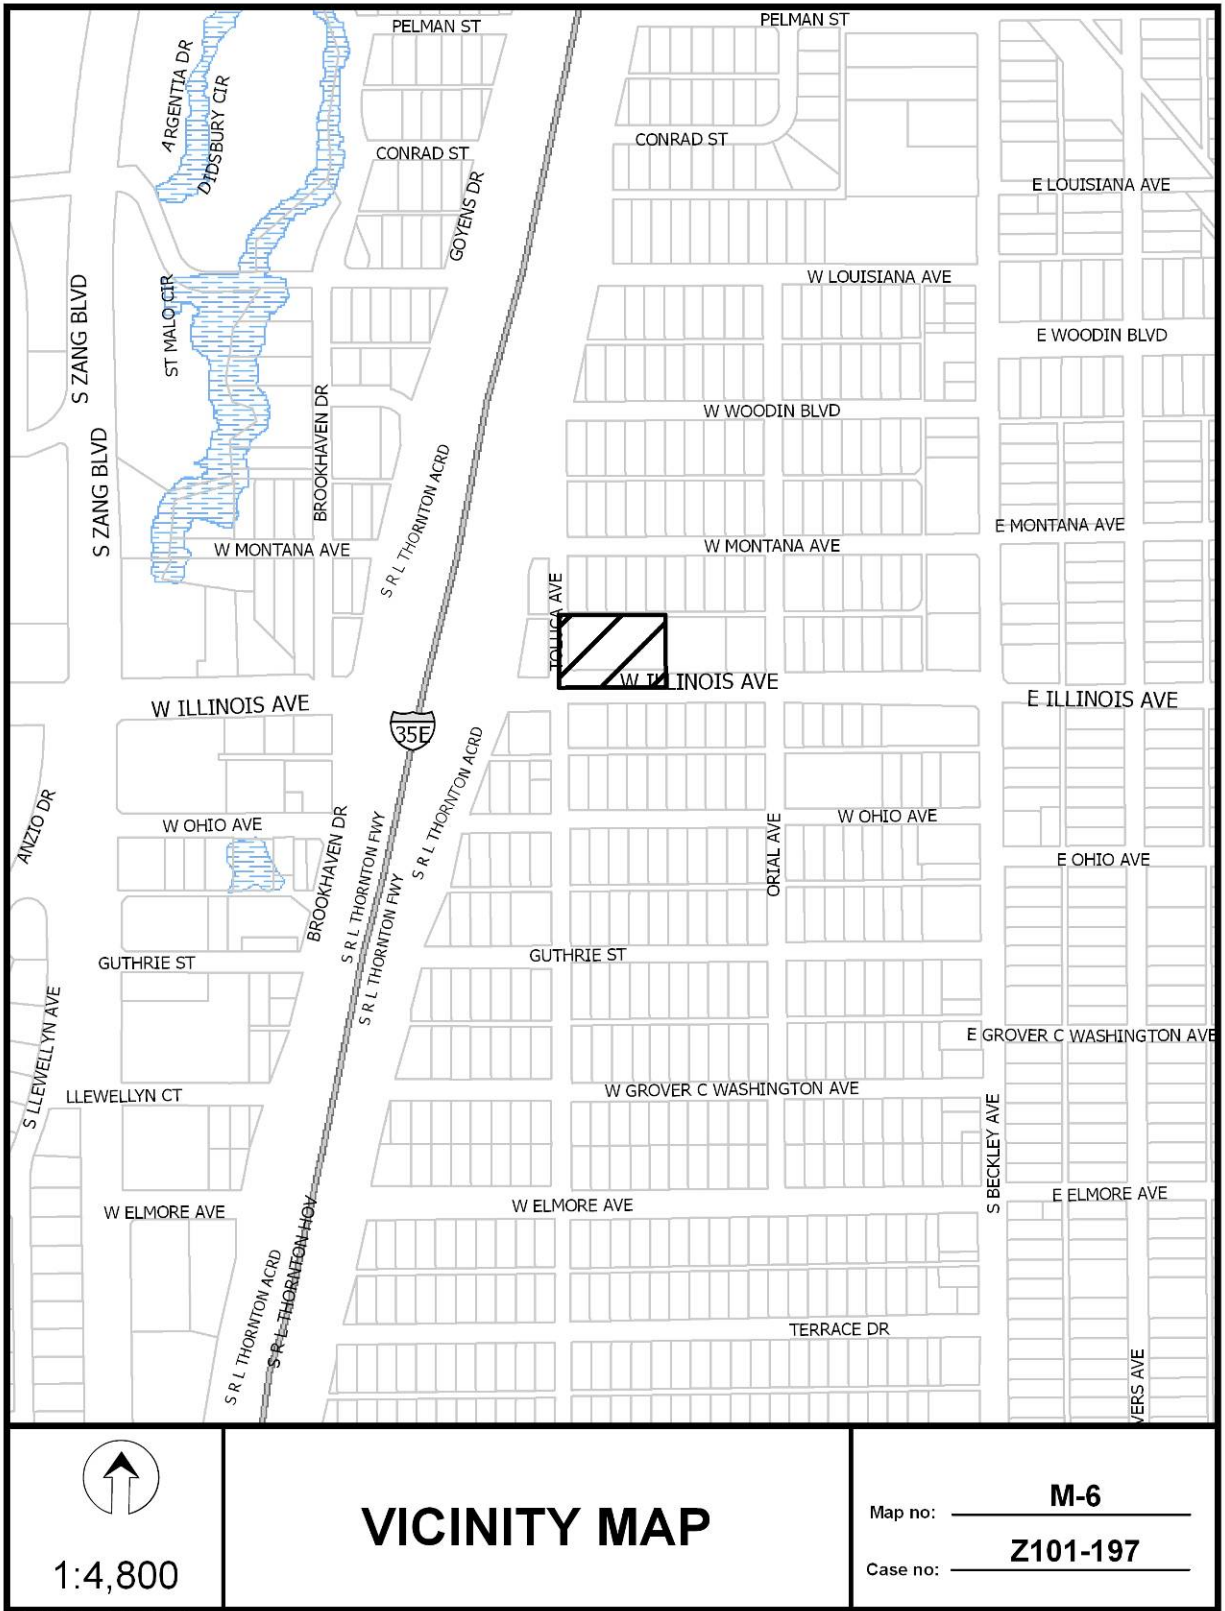 PELMAN ST
PELMAN ST
ARGENTIA DR
DIDSBURY CIR
CONRAD ST
CONRAD ST
GOYENS DR
E LOUISIANA AVE
W LOUISIANA AVE
S ZANG BLVD
ST MALO CIR
E WOODIN BLVD
BROOKHAVEN DR
W WOODIN BLVD
S ZANG BLVD
S R L THORNTON ACRD
E MONTANA AVE
W MONTANA AVE
W MONTANA AVE
TOLUCA AVE
W ILLINOIS AVE
E ILLINOIS AVE
W ILLINOIS AVE
35E
S R L THORNTON ACRD
ANZIO DR
W OHIO AVE
BROOKHAVEN DR
S R L THORNTON FWY
S R L THORNTON FWY
ORIAL AVE
W OHIO AVE
E OHIO AVE
GUTHRIE ST
GUTHRIE ST
S LLEWELLYN AVE
E GROVER C WASHINGTON AVE
LLEWELLYN CT
W GROVER C WASHINGTON AVE
S BECKLEY AVE
W ELMORE AVE
W ELMORE AVE
E ELMORE AVE
S R L THORNTON ACRD
S R L THORNTON HOV
TERRACE DR
VERS AVE
1:4,800
VICINITY MAP
Map no: M-6
Case no: Z101-197